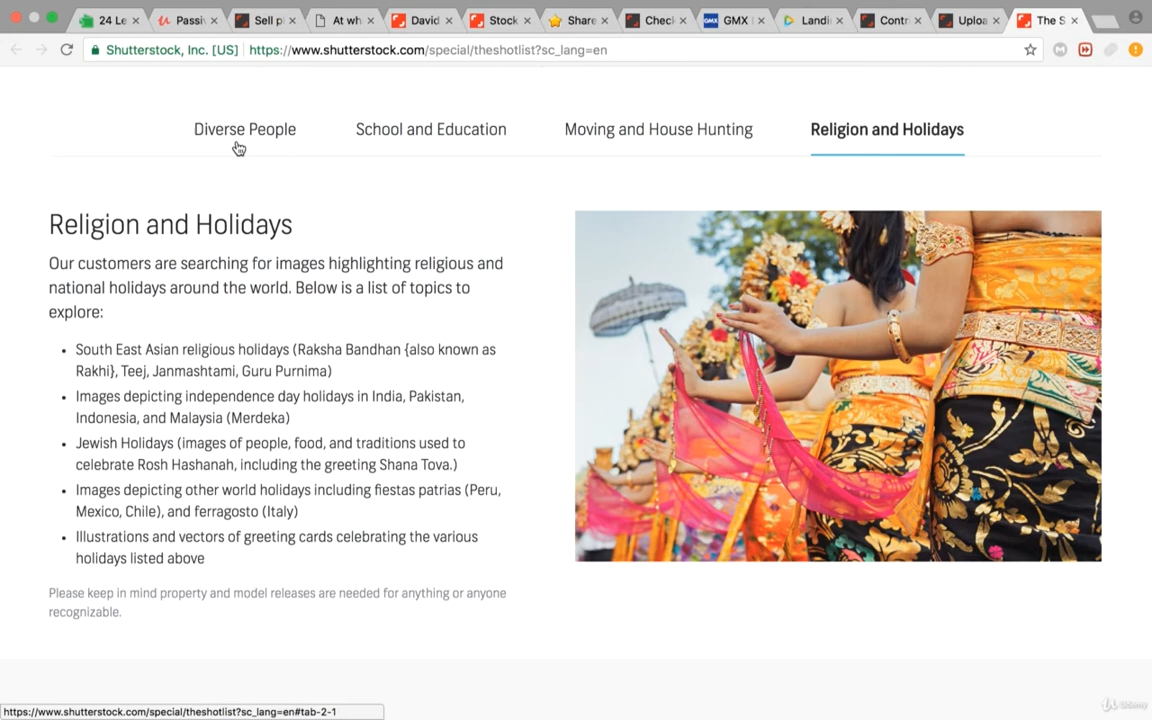 24 Le
Passiv
Sell p
At wh
David
Stock
Share
Check
GMX
Landi
Contr
Uploa
The S
Shutterstock, Inc. [US]
https://www.shutterstock.com/special/theshotlist?sc_lang=en
Diverse People
School and Education
Moving and House Hunting
Religion and Holidays
Religion and Holidays
Our customers are searching for images highlighting religious and
national holidays around the world. Below is a list of topics to
explore:
• South East Asian religious holidays (Raksha Bandhan {also known as
Rakhi}, Teej, Janmashtami, Guru Purnima)
• Images depicting independence day holidays in India, Pakistan,
Indonesia, and Malaysia (Merdeka)
• Jewish Holidays (images of people, food, and traditions used to
celebrate Rosh Hashanah, including the greeting Shana Tova.)
• Images depicting other world holidays including fiestas patrias (Peru,
Mexico, Chile), and ferragosto (Italy)
• Illustrations and vectors of greeting cards celebrating the various
holidays listed above
Please keep in mind property and model releases are needed for anything or anyone
recognizable.
https://www.shutterstock.com/special/theshotlist?sc_lang=en#tab-2-1
Udemy